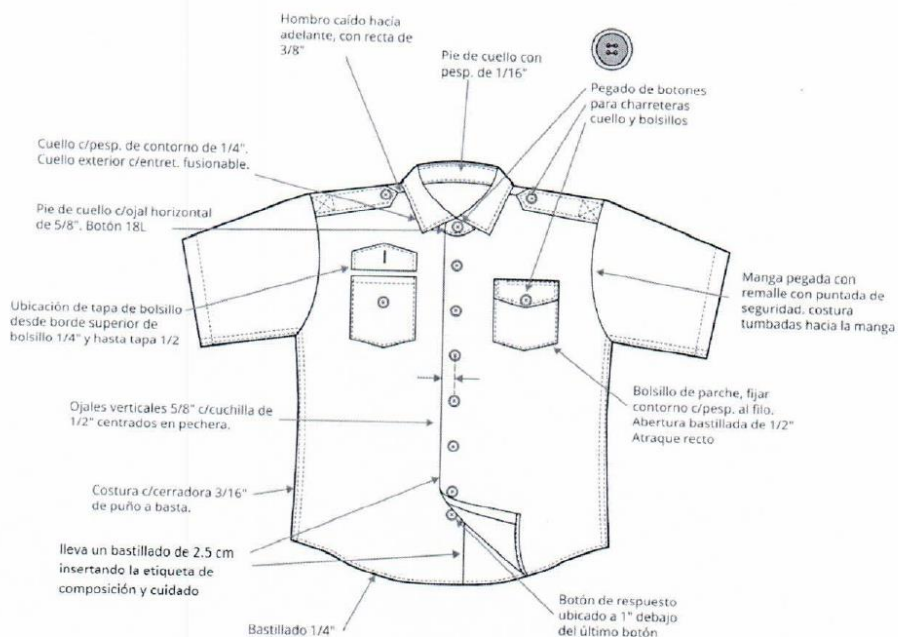 Hombro caído hacia
adelante, con recta de
3/8"
Pie de cuello con
pesp. de 1/16"
Pegado de botones
para charreteras
cuello y bolsillos
Cuello c/pesp. de contorno de 1/4".
Cuello exterior c/entret. fusionable.
Pie de cuello c/ojal horizontal
de 5/8". Botón 18L
Ubicación de tapa de bolsillo
desde borde superior de
bolsillo 1/4" y hasta tapa 1/2
Manga pegada con
remalle con puntada de
seguridad. costura
tumbadas hacia la manga
Ojales verticales 5/8" c/cuchilla de
1/2" centrados en pechera.
Bolsillo de parche, fijar
contorno c/pesp. al filo.
Abertura bastillada de 1/2"
Atraque recto
Costura c/cerradora 3/16"
de puño a basta.
lleva un bastillado de 2.5 cm
insertando la etiqueta de
composición y cuidado
Bastillado 1/4"
Botón de respuesto
ubicado a 1" debajo
del último botón